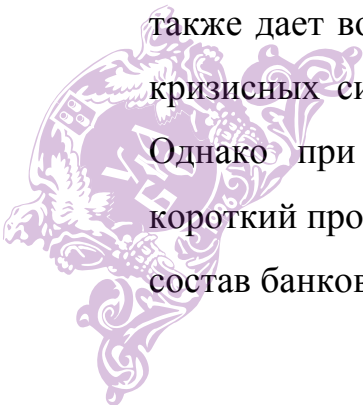 также дает во
кризисных си
Однако при
короткий про
состав банков